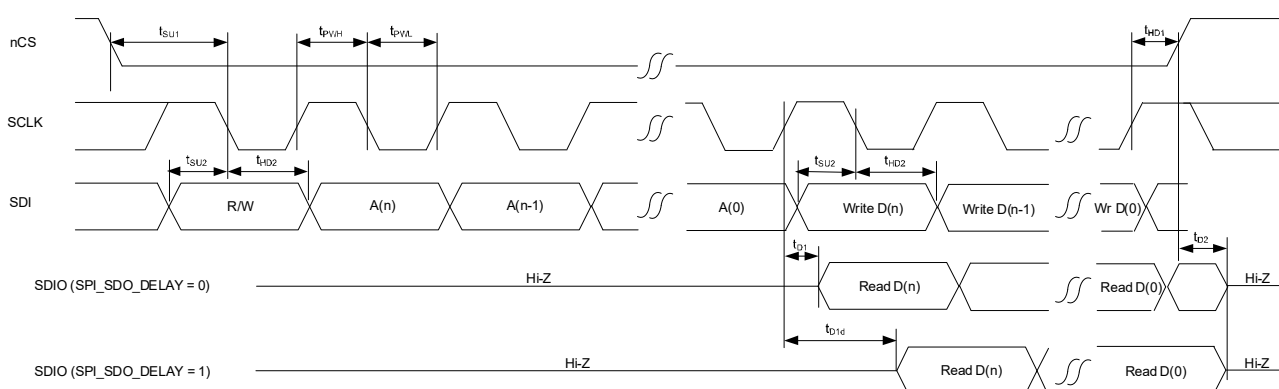 nCS
tSU1
tPWH
tPWL
tHD1
SCLK
tSU2
tHD2
tSU2
tHD2
SDI
R/W
A(n)
A(n-1)
A(0)
Write D(n)
Write D(n-1)
Wr D(0)
tD1
tD2
SDIO (SPI_SDO_DELAY = 0)
Hi-Z
Read D(n)
Read D(0)
Hi-Z
tD1d
SDIO (SPI_SDO_DELAY = 1)
Hi-Z
Read D(n)
Read D(0)
Hi-Z